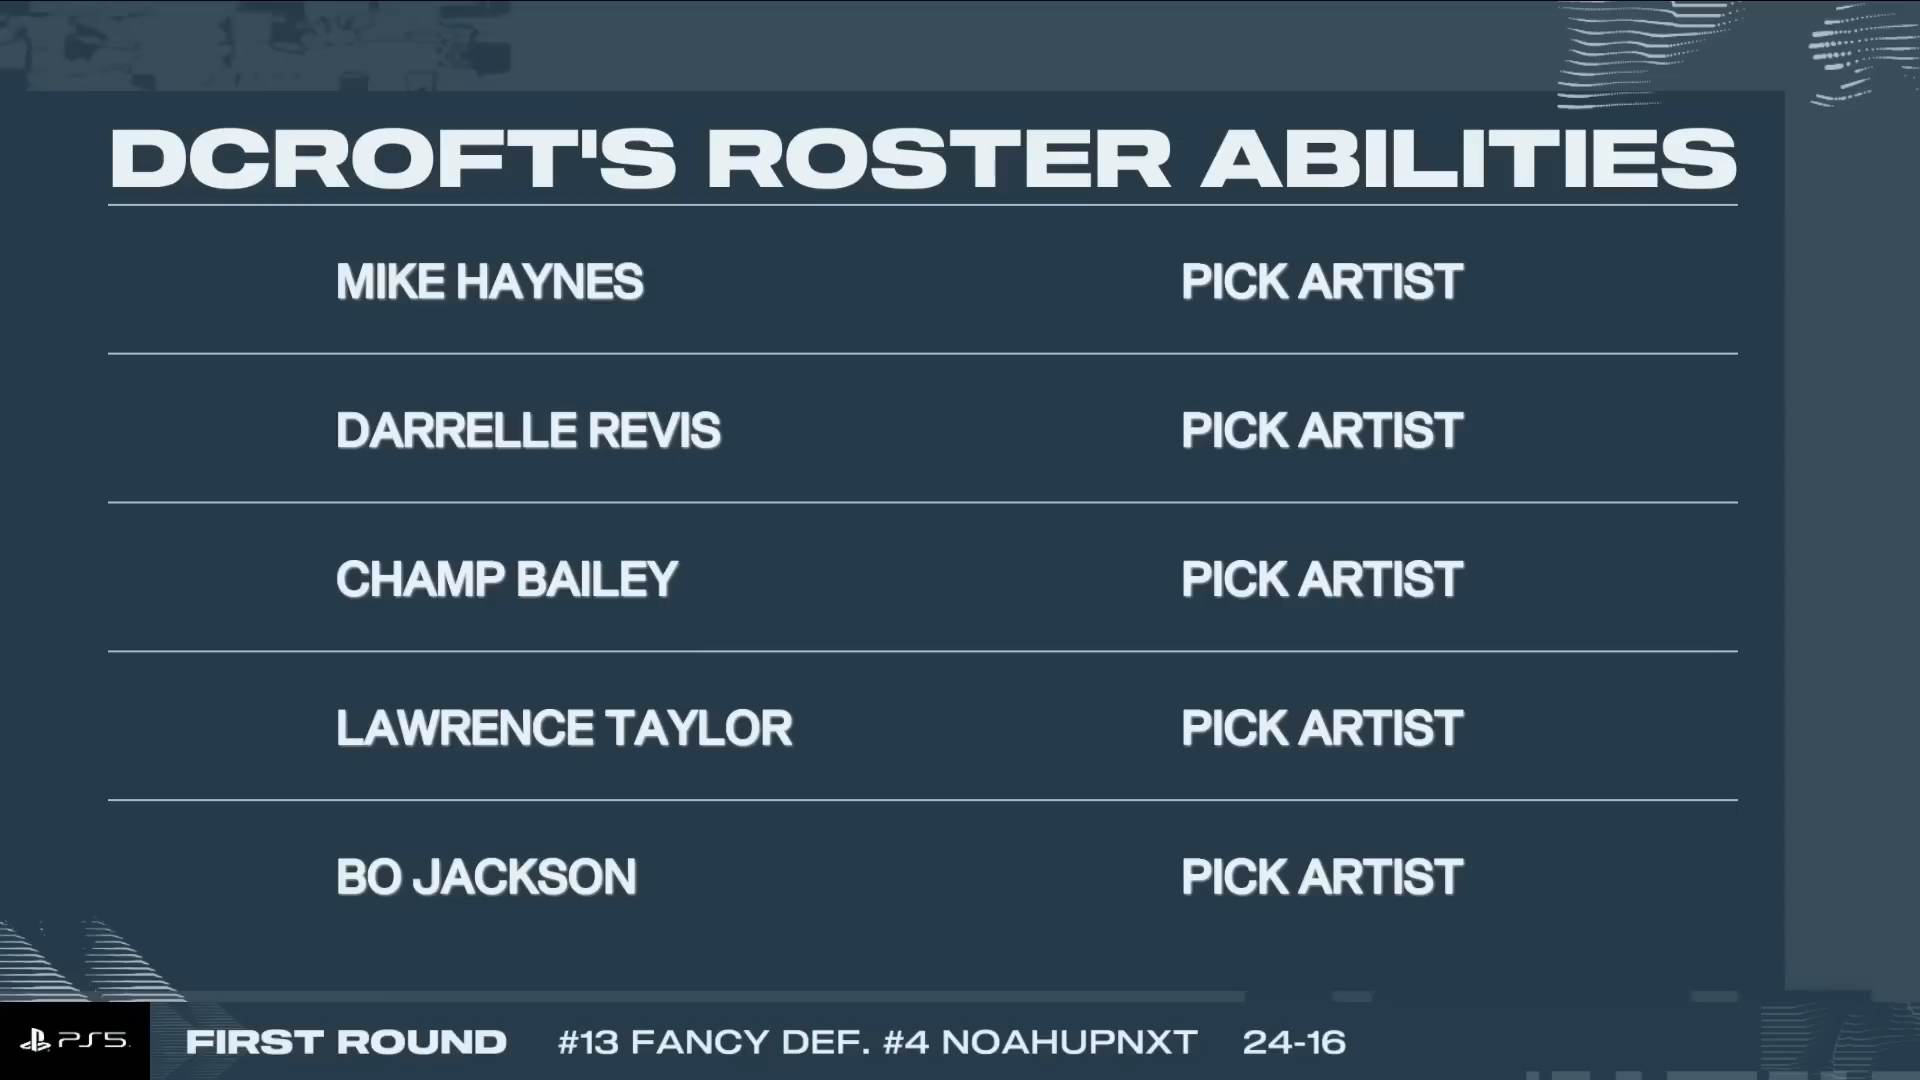 DCROFT'S ROSTER ABILITIES
MIKE HAYNES PICK ARTIST
DARRELLE REVIS PICK ARTIST
CHAMP BAILEY PICK ARTIST
LAWRENCE TAYLOR PICK ARTIST
BO JACKSON PICK ARTIST
PS5 FIRST ROUND #13 FANCY DEF. #4 NOAHUPNXT 24-16